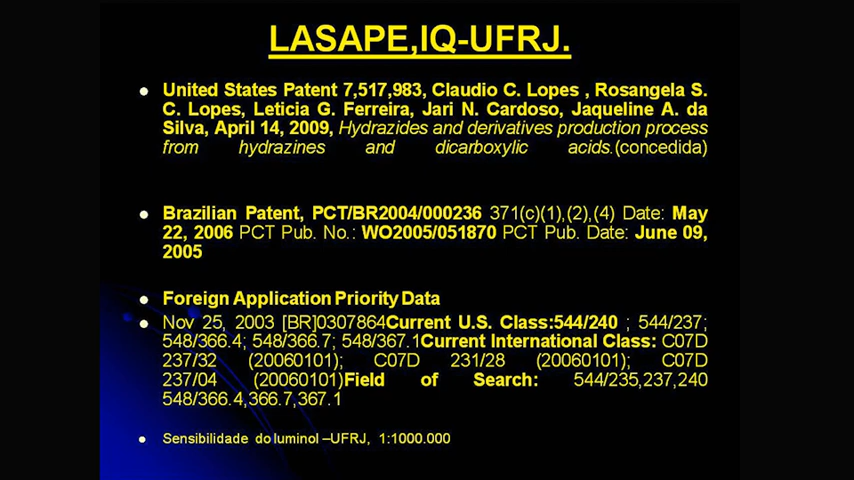 LASAPE,IQ-UFRJ.
United States Patent 7,517,983, Claudio C. Lopes , Rosangela S.
C. Lopes, Leticia G. Ferreira, Jari N. Cardoso, Jaqueline A. da
Silva, April 14, 2009, Hydrazides and derivatives production process
from hydrazines and dicarboxylic acids.(concedida)
Brazilian Patent, PCT/BR2004/000236 371(c)(1),(2),(4) Date: May
22, 2006 PCT Pub. No.: WO2005/051870 PCT Pub. Date: June 09,
2005
Foreign Application Priority Data
Nov 25, 2003 [BR]0307864Current U.S. Class:544/240 ; 544/237;
548/366.4; 548/366.7; 548/367.1Current International Class: C07D
237/32 (20060101); C07D 231/28 (20060101); C07D
237/04 (20060101)Field of Search: 544/235,237,240
548/366.4,366.7,367.1
Sensibilidade do luminol –UFRJ, 1:1000.000